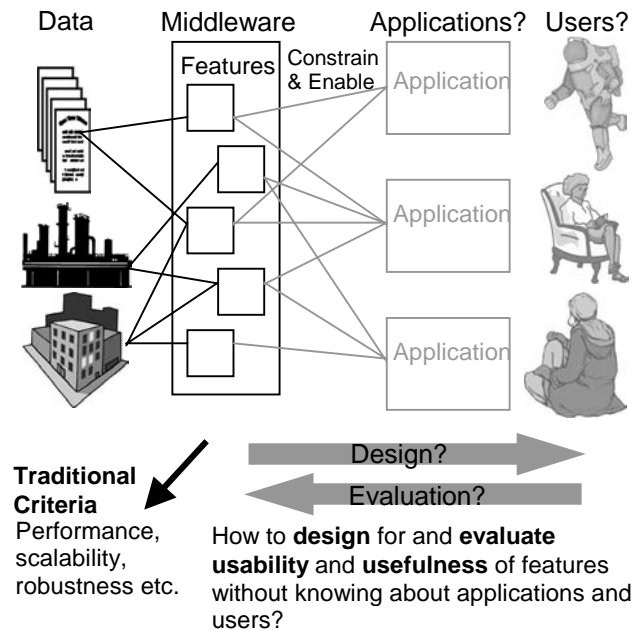 Data
Middleware
Applications?
Users?
Features
Constrain
& Enable
Application
Application
Application
Design?
Evaluation?
Traditional
Criteria
Performance,
scalability,
robustness etc.
How to design for and evaluate
usability and usefulness of features
without knowing about applications and
users?